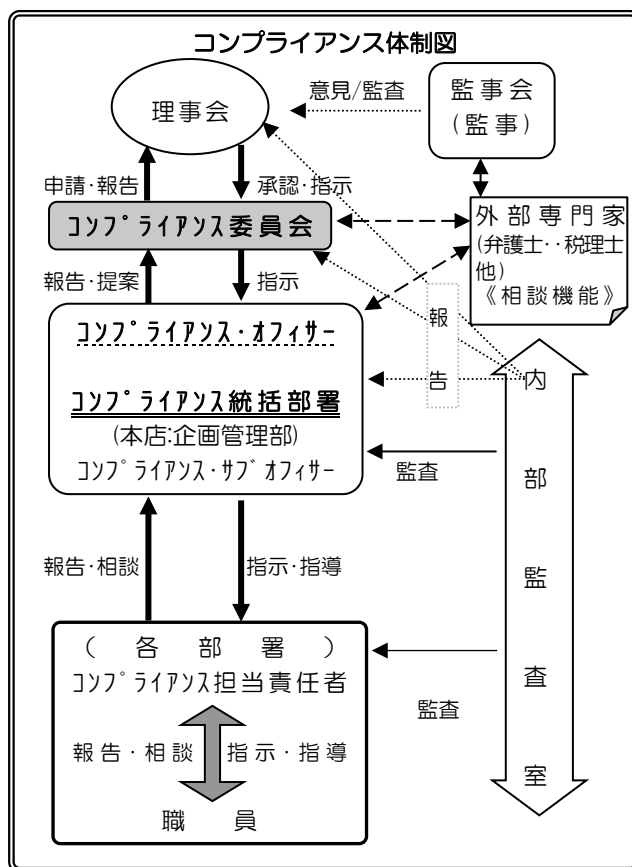 コンプライアンス体制図
理事会
意見/監査
監事会
(監事)
申請･報告
承認･指示
ｺﾝﾌﾟﾗｲｱﾝｽ委員会
外部専門家
(弁護士･･税理士
他)
《相談機能》
報告･提案
指示
ｺﾝﾌﾟﾗｲｱﾝｽ・ｵﾌｨｻｰ
報
告
ｺﾝﾌﾟﾗｲｱﾝｽ統括部署
(本店:企画管理部)
ｺﾝﾌﾟﾗｲｱﾝｽ・ｻﾌﾞｵﾌｨｻｰ
監査
内
部
監
査
室
報告･相談
指示･指導
(各部署)
ｺﾝﾌﾟﾗｲｱﾝｽ担当責任者
監査
報告･相談
指示･指導
職員